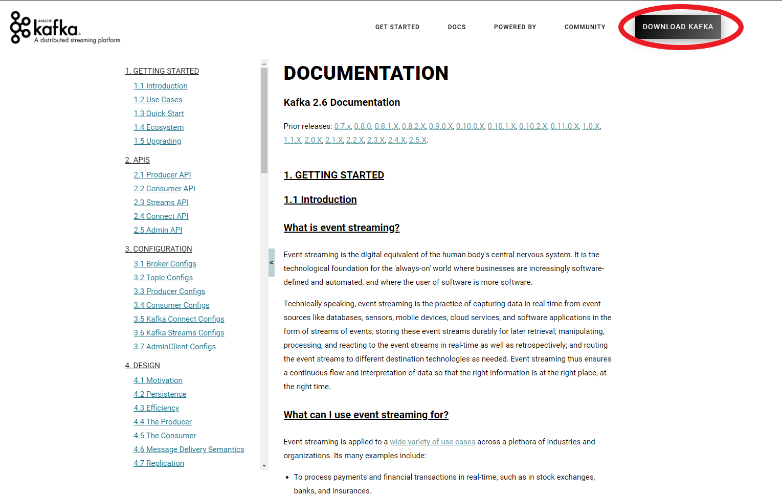 APACHE
kafka®
A distributed streaming platform
GET STARTED
DOCS
POWERED BY
COMMUNITY
DOWNLOAD KAFKA
1. GETTING STARTED
1.1 Introduction
1.2 Use Cases
1.3 Quick Start
1.4 Ecosystem
1.5 Upgrading
2. APIS
2.1 Producer API
2.2 Consumer API
2.3 Streams API
2.4 Connect API
2.5 Admin API
3. CONFIGURATION
3.1 Broker Configs
3.2 Topic Configs
3.3 Producer Configs
3.4 Consumer Configs
3.5 Kafka Connect Configs
3.6 Kafka Streams Configs
3.7 AdminClient Configs
4. DESIGN
4.1 Motivation
4.2 Persistence
4.3 Efficiency
4.4 The Producer
4.5 The Consumer
4.6 Message Delivery Semantics
4.7 Replication
<
DOCUMENTATION
Kafka 2.6 Documentation
Prior releases: 0.7.x, 0.8.0, 0.8.1.X, 0.8.2.X, 0.9.0.X, 0.10.0.X, 0.10.1.X, 0.10.2.X, 0.11.0.X, 1.0.X,
1.1.X, 2.0.X, 2.1.X, 2.2.X, 2.3.X, 2.4.X, 2.5.X.
1. GETTING STARTED
1.1 Introduction
What is event streaming?
Event streaming is the digital equivalent of the human body's central nervous system. It is the
technological foundation for the 'always-on' world where businesses are increasingly software-
defined and automated, and where the user of software is more software.
Technically speaking, event streaming is the practice of capturing data in real-time from event
sources like databases, sensors, mobile devices, cloud services, and software applications in the
form of streams of events; storing these event streams durably for later retrieval; manipulating,
processing, and reacting to the event streams in real-time as well as retrospectively; and routing
the event streams to different destination technologies as needed. Event streaming thus ensures
a continuous flow and interpretation of data so that the right information is at the right place, at
the right time.
What can I use event streaming for?
Event streaming is applied to a wide variety of use cases across a plethora of industries and
organizations. Its many examples include:
• To process payments and financial transactions in real-time, such as in stock exchanges,
banks, and insurances.